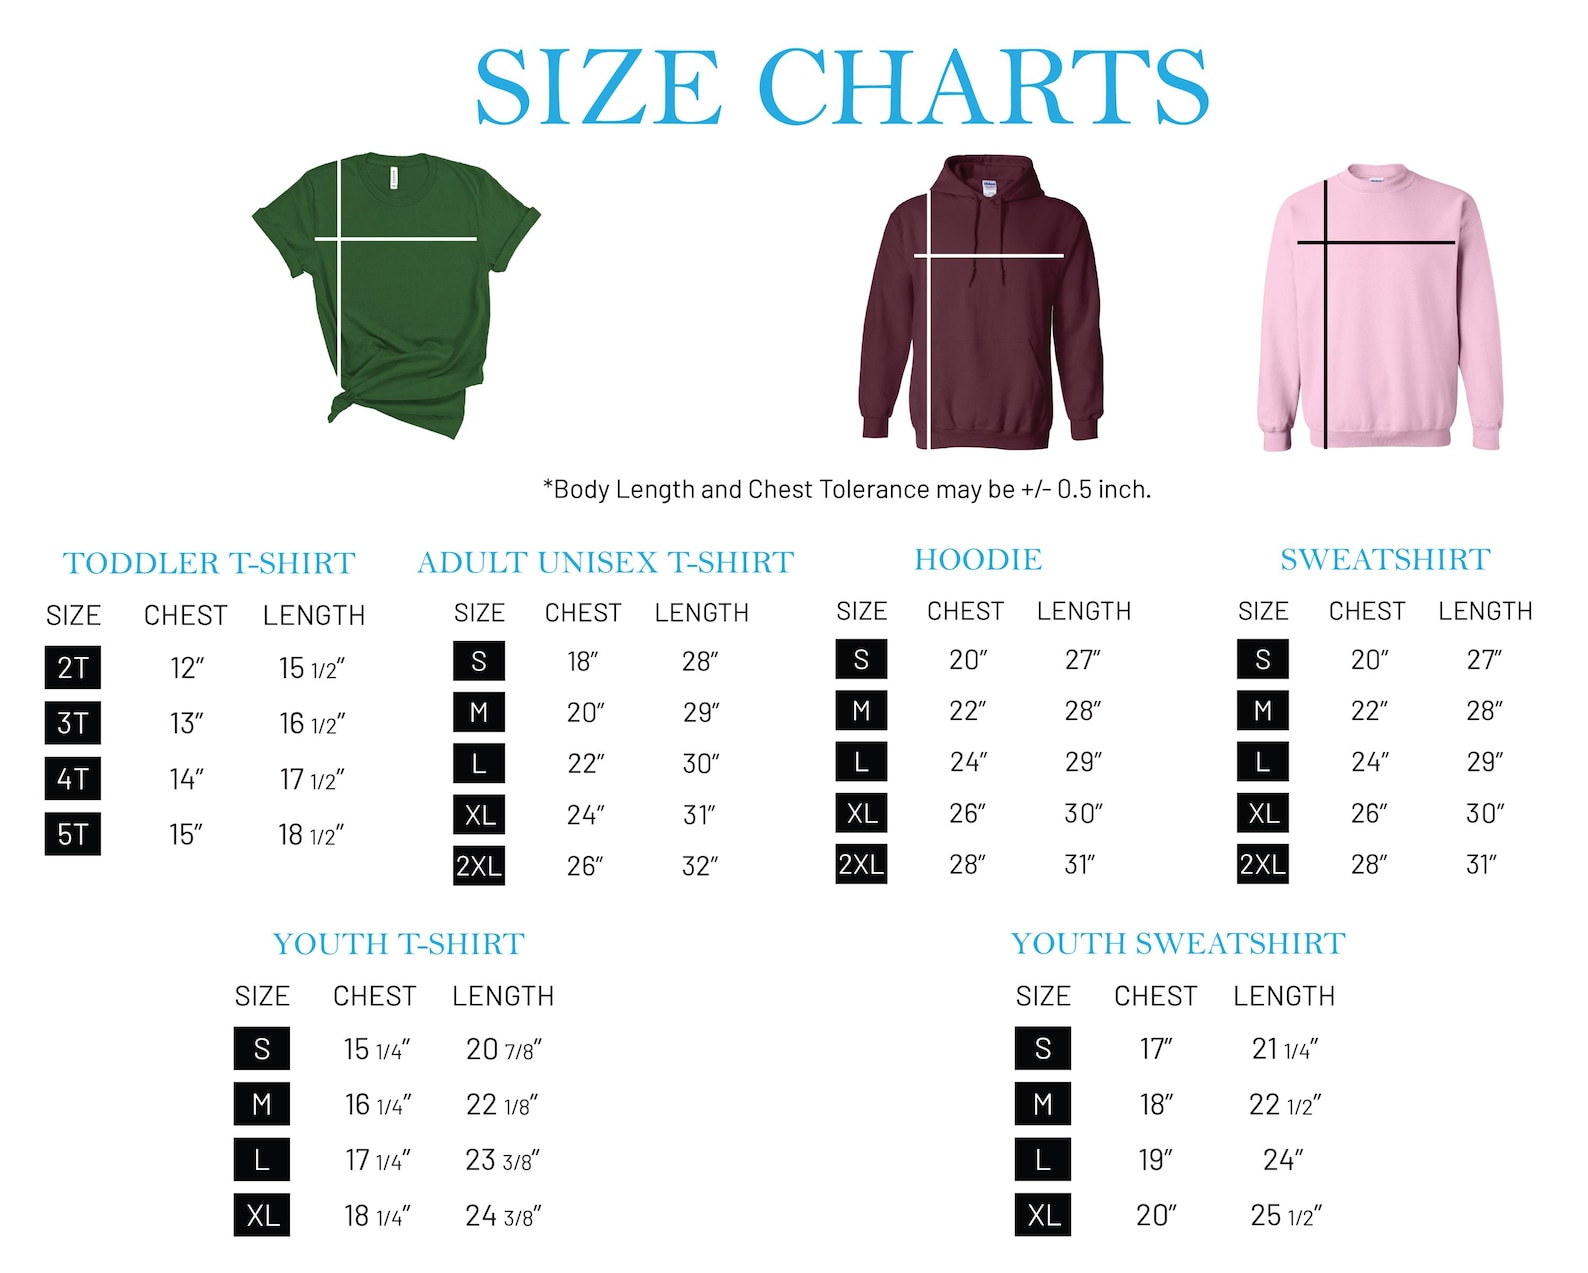 SIZE CHARTS
*Body Length and Chest Tolerance may be +/- 0.5 inch.
TODDLER T-SHIRT
SIZE CHEST LENGTH
2T 12" 15 1/2"
3T 13" 16 1/2"
4T 14" 17 1/2"
5T 15" 18 1/2"
ADULT UNISEX T-SHIRT
SIZE CHEST LENGTH
S 18" 28"
M 20" 29"
L 22" 30"
XL 24" 31"
2XL 26" 32"
HOODIE
SIZE CHEST LENGTH
S 20" 27"
M 22" 28"
L 24" 29"
XL 26" 30"
2XL 28" 31"
SWEATSHIRT
SIZE CHEST LENGTH
S 20" 27"
M 22" 28"
L 24" 29"
XL 26" 30"
2XL 28" 31"
YOUTH T-SHIRT
SIZE CHEST LENGTH
S 15 1/4" 20 7/8"
M 16 1/4" 22 1/8"
L 17 1/4" 23 3/8"
XL 18 1/4" 24 3/8"
YOUTH SWEATSHIRT
SIZE CHEST LENGTH
S 17" 21 1/4"
M 18" 22 1/2"
L 19" 24"
XL 20" 25 1/2"